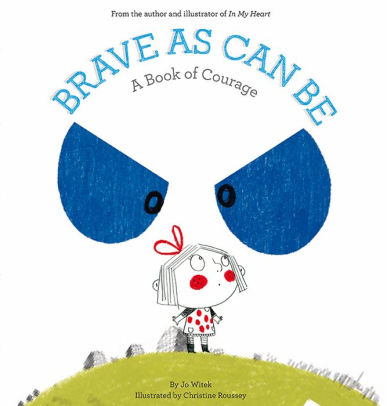 From the author and illustrator of In My Heart
BRAVE AS CAN BE
A Book of Courage
By Jo Witek
Illustrated by Christine Roussey